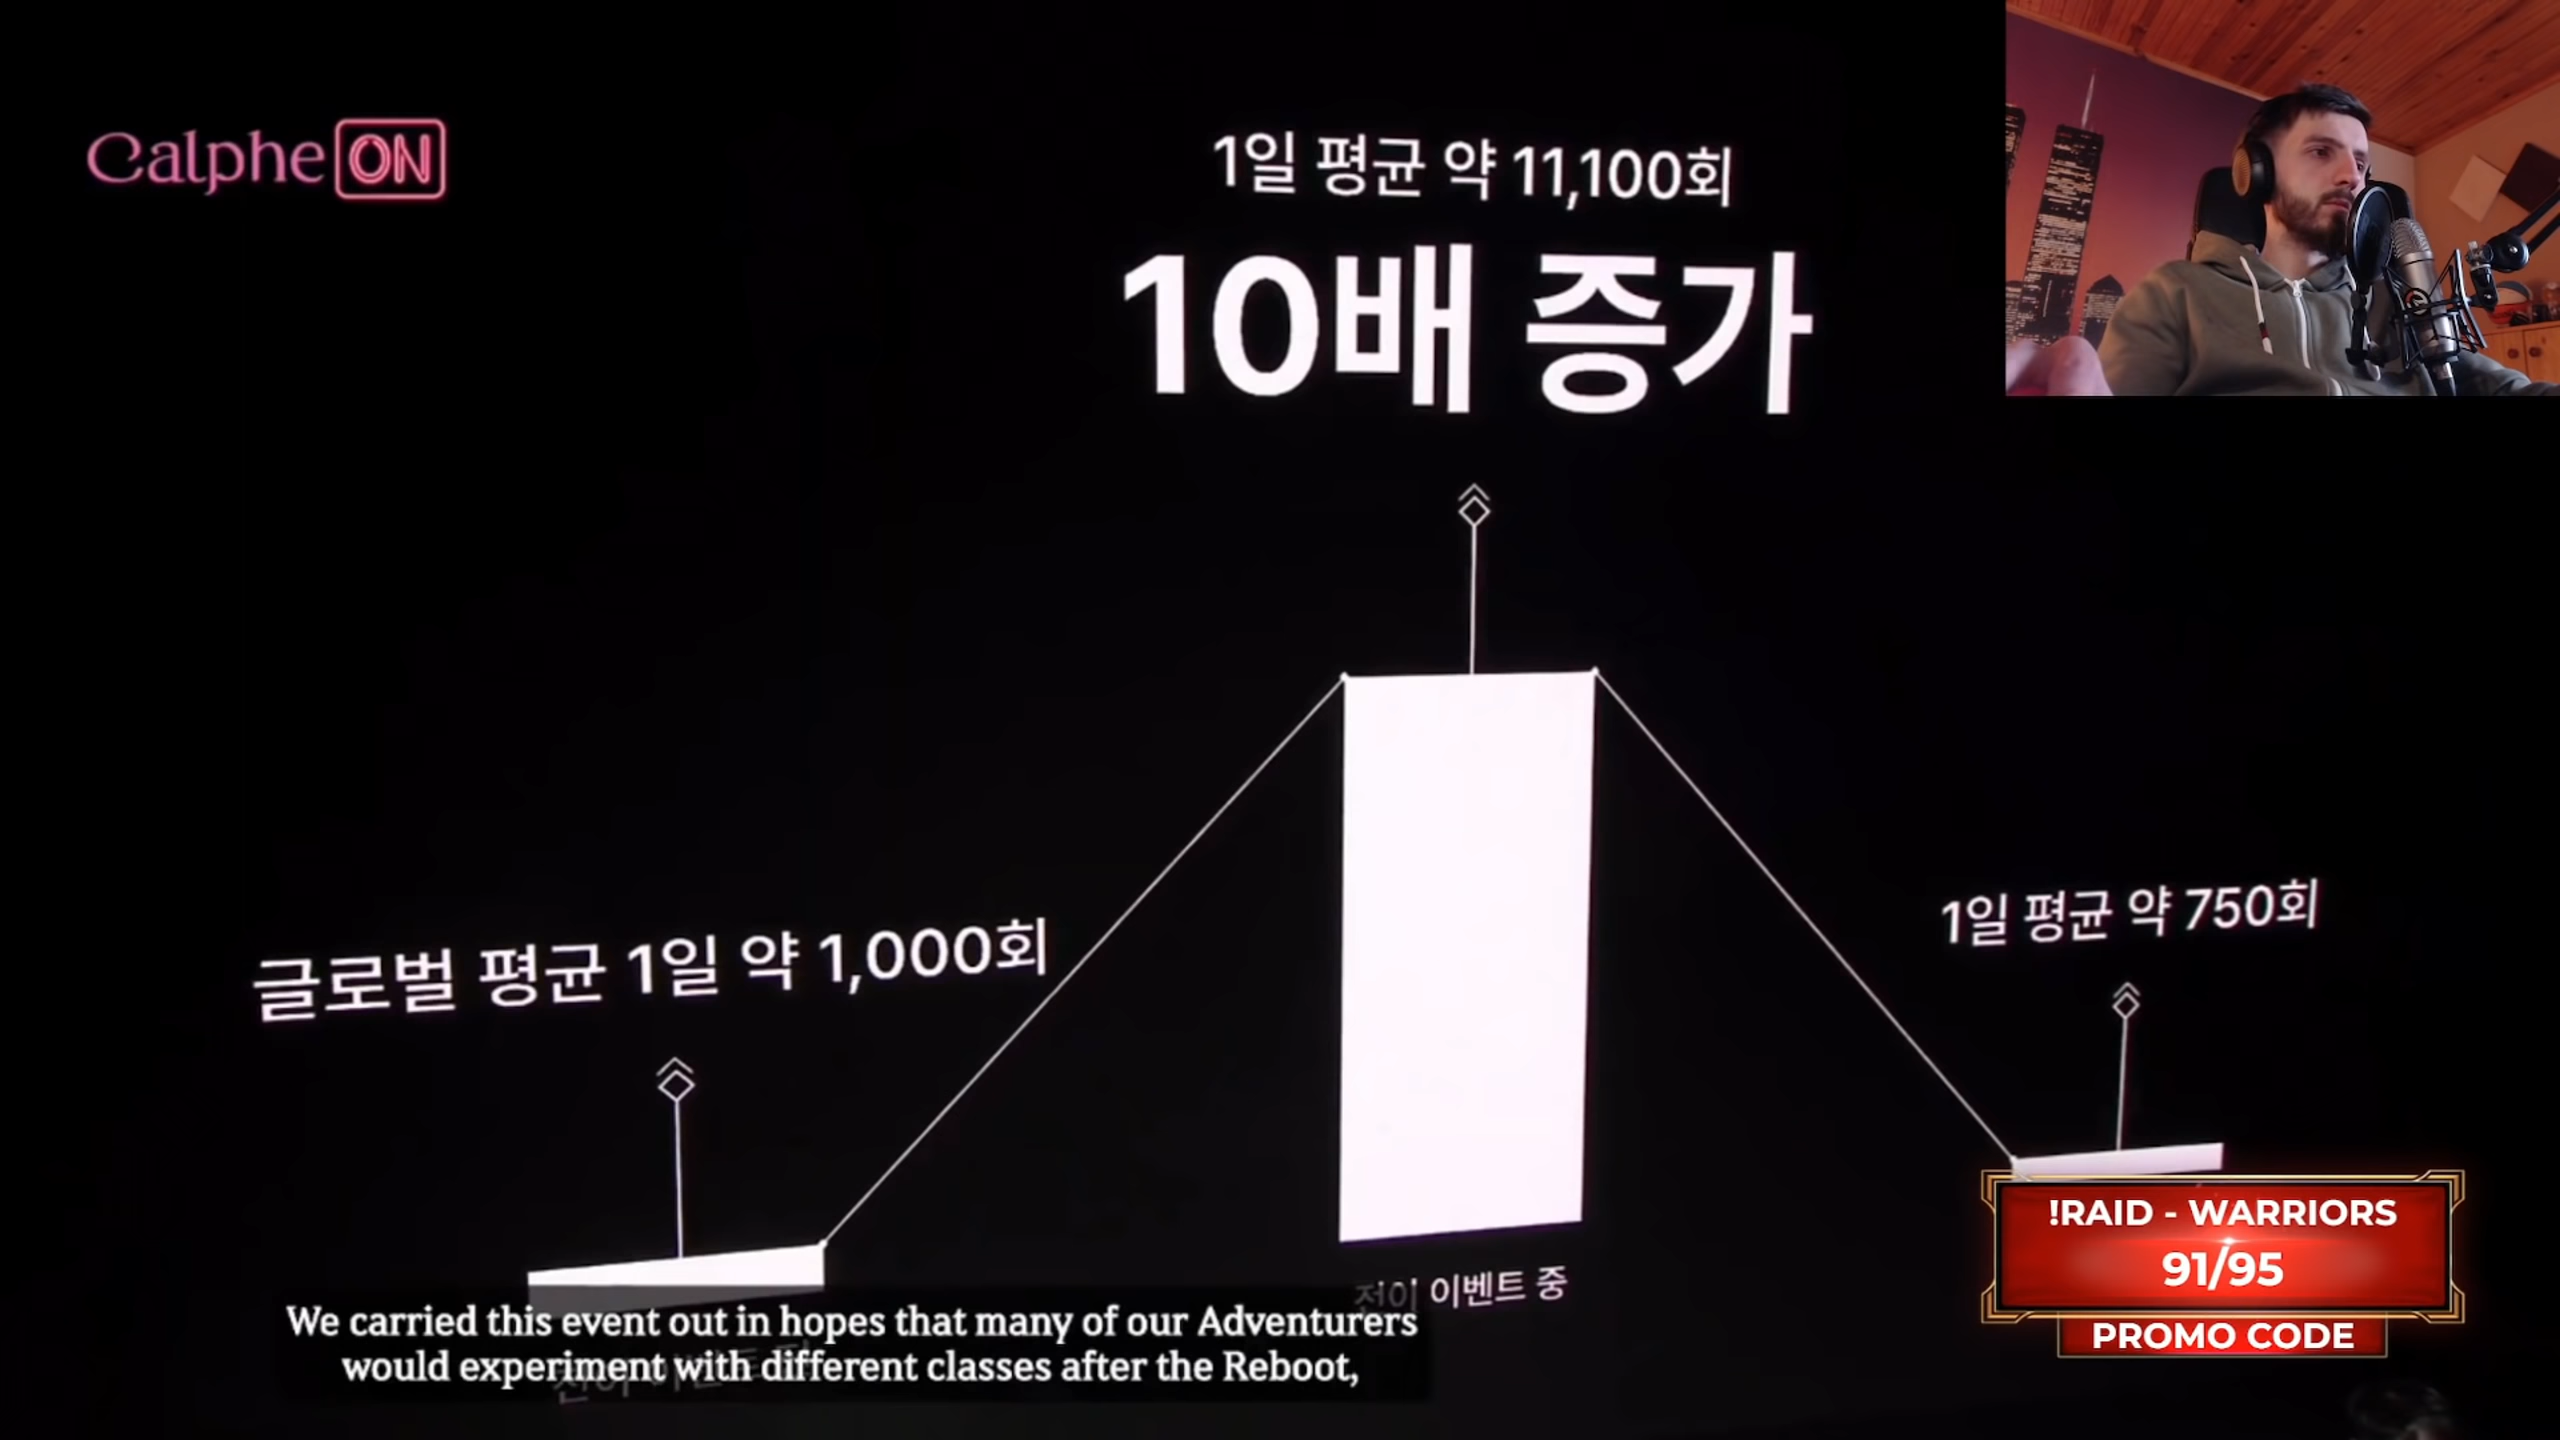 Calphe ON
1일 평균 약 11,100회
10배 증가
글로벌 평균 1일 약 1,000회
1일 평균 약 750회
전이 이벤트 중
We carried this event out in hopes that many of our Adventurers
would experiment with different classes after the Reboot,
!RAID - WARRIORS
91/95
PROMO CODE